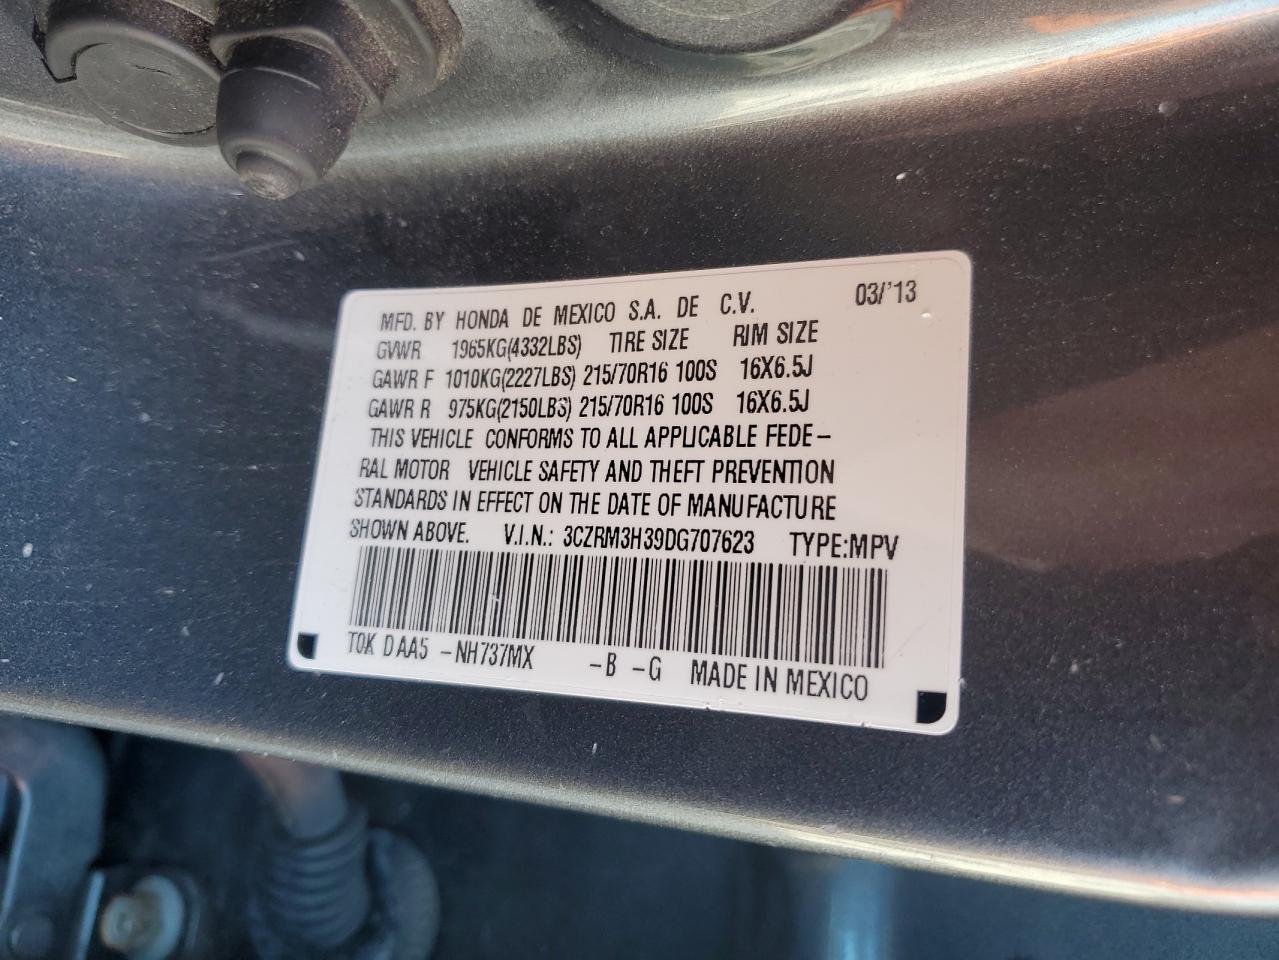 MFD. BY HONDA DE MEXICO S.A. DE C.V. 03/'13
GVWR 1965KG(4332LBS) TIRE SIZE RIM SIZE
GAWR F 1010KG(2227LBS) 215/70R16 100S 16X6.5J
GAWR R 975KG(2150LBS) 215/70R16 100S 16X6.5J
THIS VEHICLE CONFORMS TO ALL APPLICABLE FEDE-
RAL MOTOR VEHICLE SAFETY AND THEFT PREVENTION
STANDARDS IN EFFECT ON THE DATE OF MANUFACTURE
SHOWN ABOVE. V.I.N.: 3CZRM3H39DG707623 TYPE:MPV
T0K DAA5 -NH737MX -B -G MADE IN MEXICO